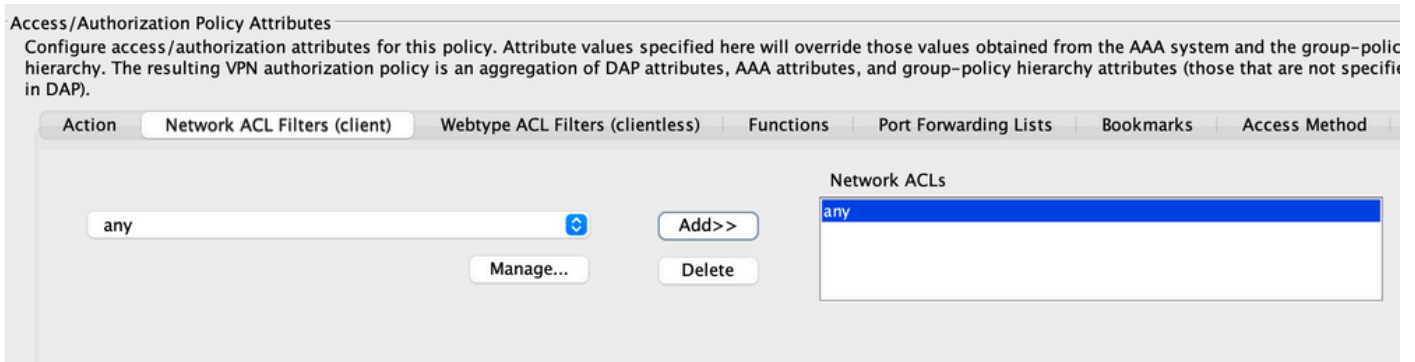 Access/Authorization Policy Attributes
Configure access/authorization attributes for this policy. Attribute values specified here will override those values obtained from the AAA system and the group-polic
hierarchy. The resulting VPN authorization policy is an aggregation of DAP attributes, AAA attributes, and group-policy hierarchy attributes (those that are not specifie
in DAP).
Action Network ACL Filters (client) Webtype ACL Filters (clientless) Functions Port Forwarding Lists Bookmarks Access Method
Network ACLs
any Add>> any
Manage... Delete